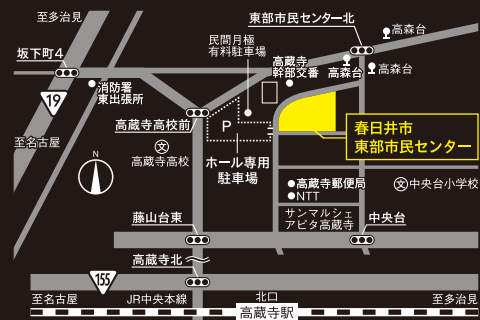 至多治見
東部市民センター北
高森台
坂下町4
民間月極
有料駐車場
高蔵寺
幹部交番
高森台
高森台
消防署
東出張所
19
高蔵寺高校前
P
春日井市
東部市民センター
至名古屋
N
文
高蔵寺高校
ホール専用
駐車場
高蔵寺郵便局
NTT
文中央台小学校
サンマルシェ
アピタ高蔵寺
藤山台東
中央台
高蔵寺北
155
至名古屋
JR中央本線
北口
至多治見
高蔵寺駅